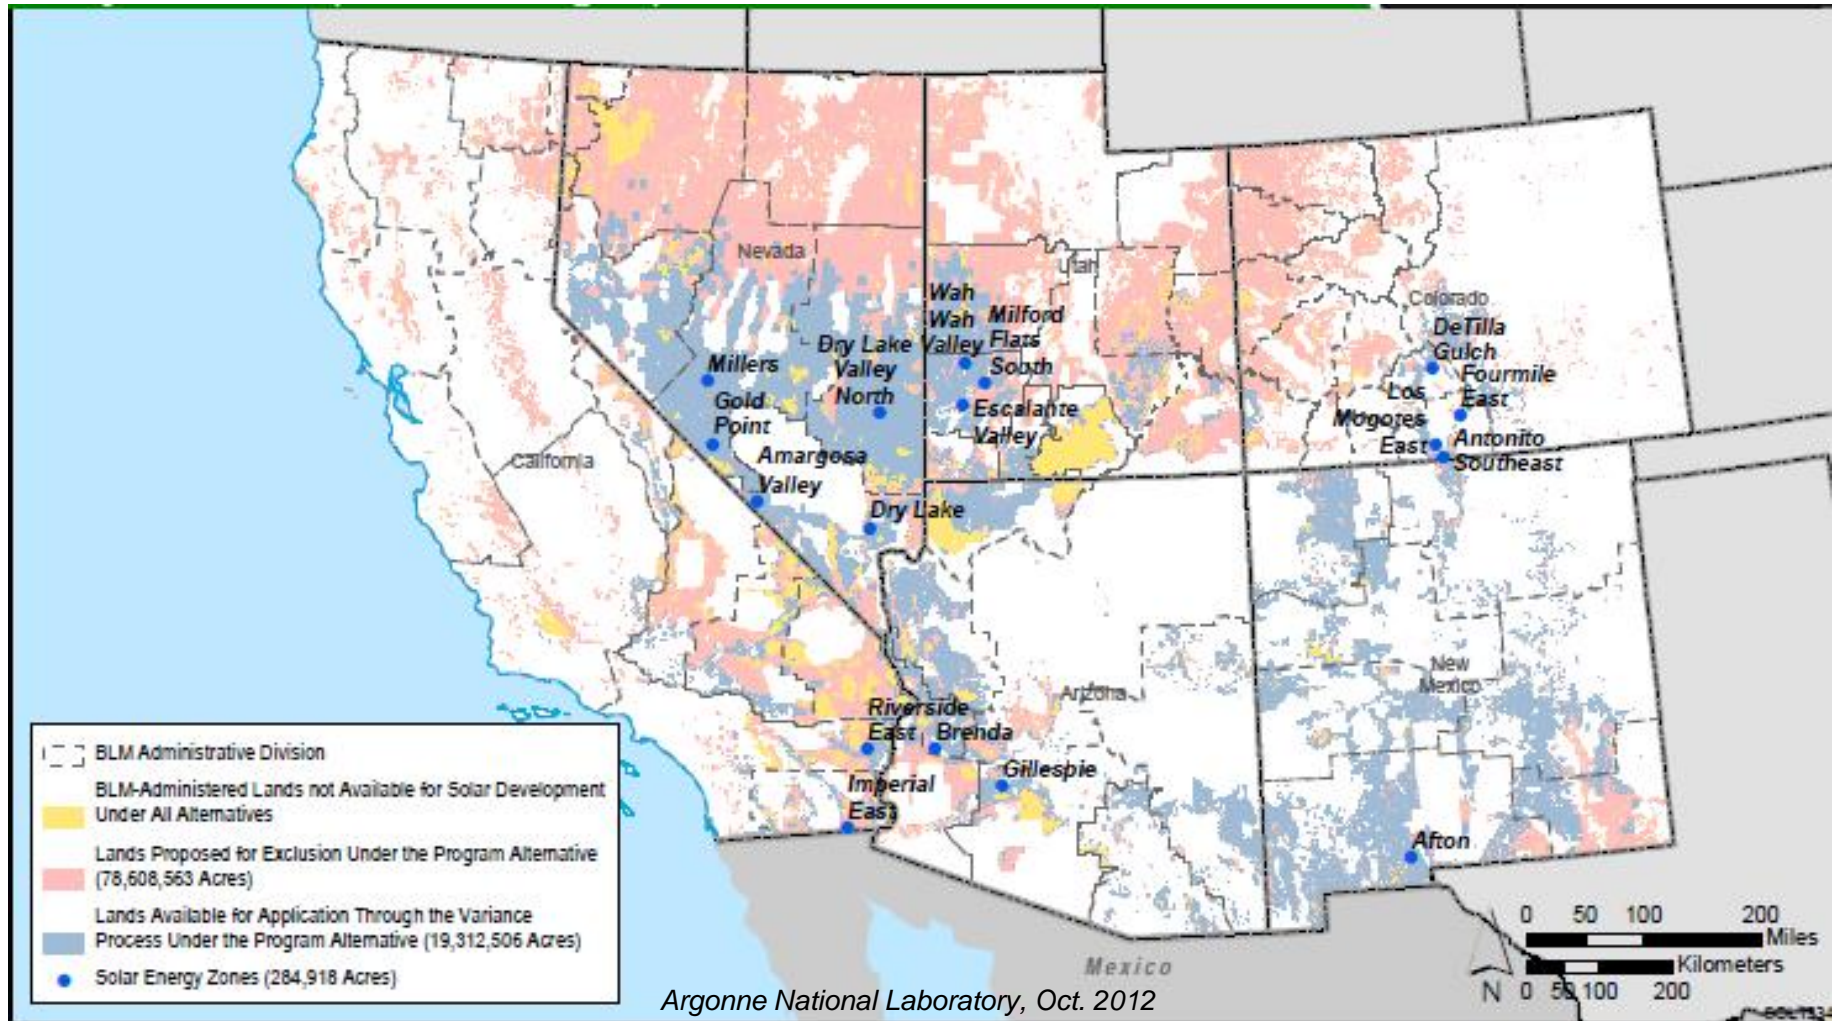 Nevada
Utah
Colorado
California
Arizona
New
Mexico
Mexico
Wah
Wah
Valley
Milford
Flats
South
Dry Lake
Valley
North
Millers
Gold
Point
Escalante
Valley
Amargosa
Valley
Dry Lake
DeTilla
Gulch
Fourmile
East
Los
Mogotes
East
Antonito
Southeast
Riverside
East
Brenda
Gillespie
Imperial
East
Afton
BLM Administrative Division
BLM-Administered Lands not Available for Solar Development
Under All Alternatives
Lands Proposed for Exclusion Under the Program Alternative
(78,608,563 Acres)
Lands Available for Application Through the Variance
Process Under the Program Alternative (19,312,506 Acres)
Solar Energy Zones (284,918 Acres)
0 50 100 200
Miles
Kilometers
N 0 50 100 200
Argonne National Laboratory, Oct. 2012